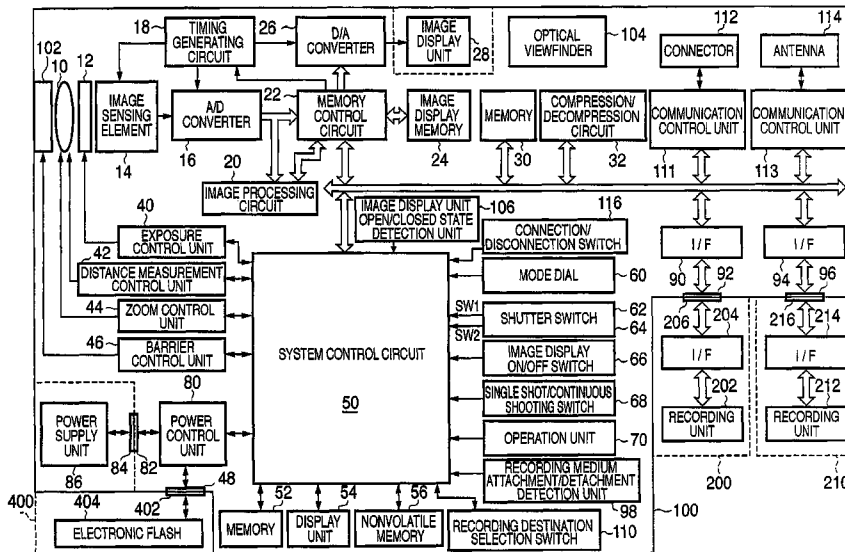 102
10
12
18
TIMING
GENERATING
CIRCUIT
26
D/A
CONVERTER
IMAGE
DISPLAY
UNIT
28
OPTICAL
VIEWFINDER
104
112
CONNECTOR
114
ANTENNA
IMAGE
SENSING
ELEMENT
14
A/D
CONVERTER
16
22
MEMORY
CONTROL
CIRCUIT
IMAGE
DISPLAY
MEMORY
24
MEMORY
30
COMPRESSION/
DECOMPRESSION
CIRCUIT
32
COMMUNICATION
CONTROL UNIT
111
COMMUNICATION
CONTROL UNIT
113
20
IMAGE PROCESSING
CIRCUIT
IMAGE DISPLAY UNIT
OPEN/CLOSED STATE
DETECTION UNIT
106
116
CONNECTION/
DISCONNECTION SWITCH
40
EXPOSURE
CONTROL UNIT
42
DISTANCE MEASUREMENT
CONTROL UNIT
44
ZOOM CONTROL
UNIT
46
BARRIER CONTROL
UNIT
SYSTEM CONTROL CIRCUIT
50
MODE DIAL
60
SW1
SW2
SHUTTER SWITCH
62
64
IMAGE DISPLAY
ON/OFF SWITCH
66
SINGLE SHOT/CONTINUOUS
SHOOTING SWITCH
68
OPERATION UNIT
70
RECORDING MEDIUM
ATTACHMENT/DETACHMENT
DETECTION UNIT
98
I/F
90
92
I/F
94
96
206
204
I/F
202
RECORDING
UNIT
200
216
214
I/F
212
RECORDING
UNIT
210
100
80
POWER
SUPPLY
UNIT
86
84
82
POWER
CONTROL
UNIT
48
400
404
402
ELECTRONIC FLASH
52
MEMORY
54
DISPLAY
UNIT
56
NONVOLATILE
MEMORY
RECORDING DESTINATION
SELECTION SWITCH
110